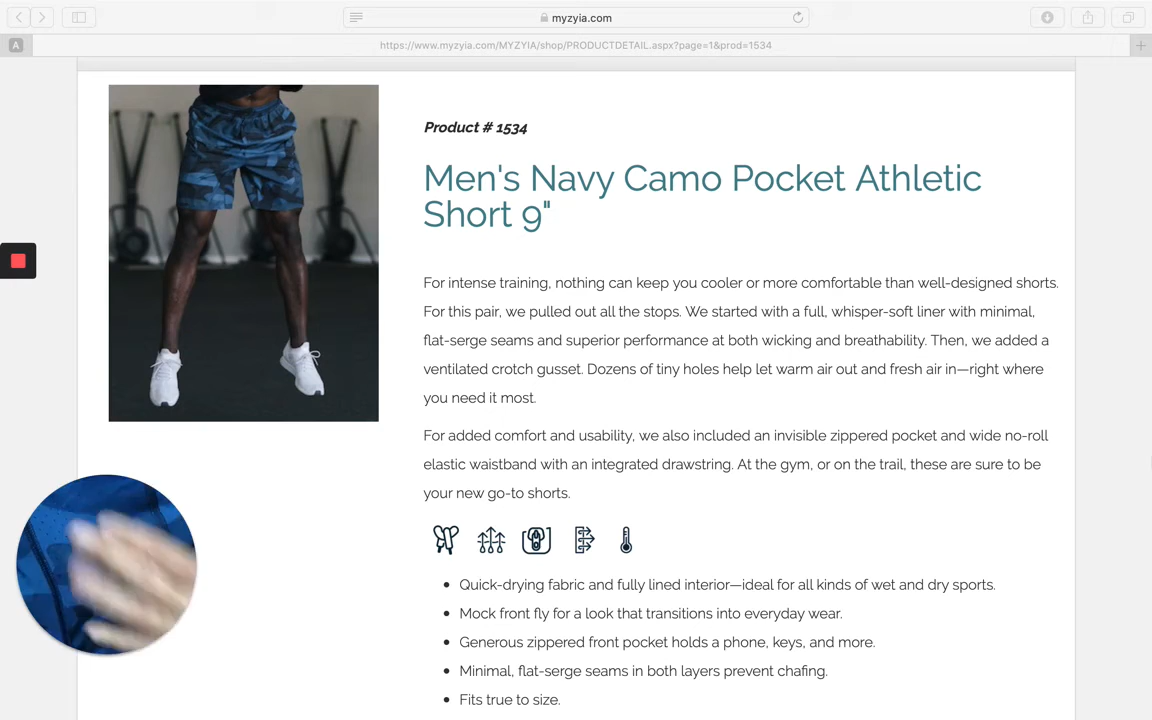 myzyia.com
A
https://www.myzyia.com/MYZYIA/shop/PRODUCTDETAIL.aspx?page=1&prod=1534
Product # 1534
Men's Navy Camo Pocket Athletic
Short 9"
For intense training, nothing can keep you cooler or more comfortable than well-designed shorts.
For this pair, we pulled out all the stops. We started with a full, whisper-soft liner with minimal,
flat-serge seams and superior performance at both wicking and breathability. Then, we added a
ventilated crotch gusset. Dozens of tiny holes help let warm air out and fresh air in—right where
you need it most.
For added comfort and usability, we also included an invisible zippered pocket and wide no-roll
elastic waistband with an integrated drawstring. At the gym, or on the trail, these are sure to be
your new go-to shorts.
Quick-drying fabric and fully lined interior—ideal for all kinds of wet and dry sports.
Mock front fly for a look that transitions into everyday wear.
Generous zippered front pocket holds a phone, keys, and more.
Minimal, flat-serge seams in both layers prevent chafing.
Fits true to size.